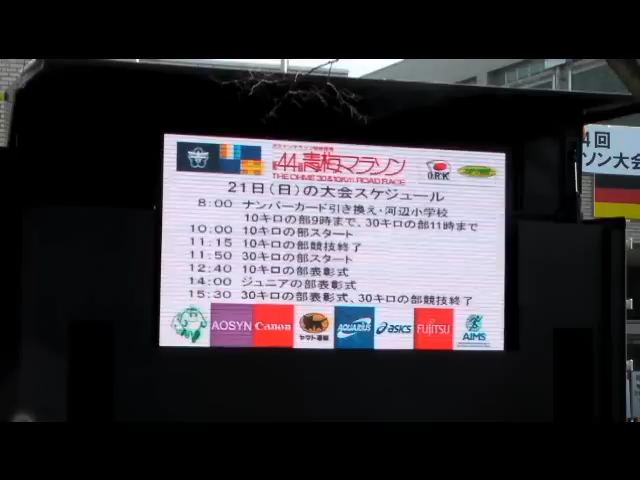 第44回青梅マラソン
THE OHME 30&10Km ROAD RACE
O.R.K
21日(日)の大会スケジュール
8:00 ナンバーカード引き換え・河辺小学校
10キロの部9時まで、30キロの部11時まで
10:00 10キロの部スタート
11:15 10キロの部競技終了
11:50 30キロの部スタート
12:40 10キロの部表彰式
14:00 ジュニアの部表彰式
15:30 30キロの部表彰式、30キロの部競技終了
AOSYN Canon ヤマト運輸 AQUARIUS asics FUJITSU AIMS
4回
ソン大会